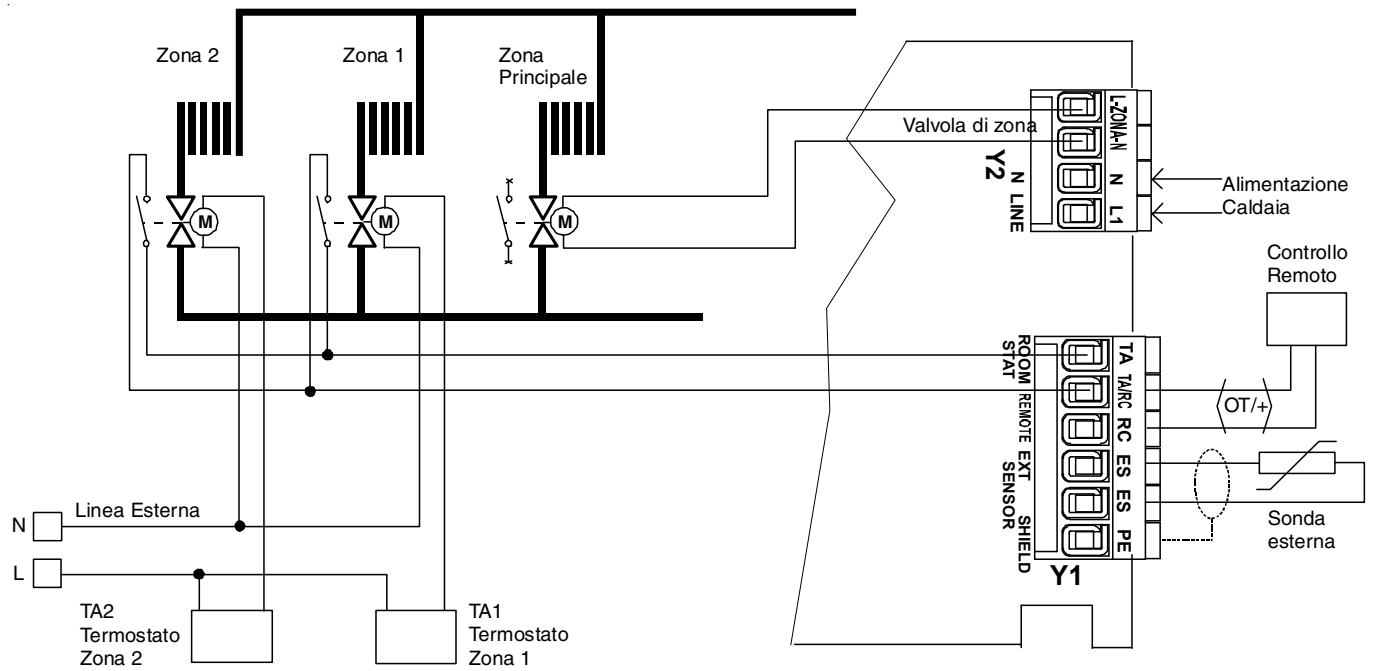 Zona 2
Zona 1
Zona
Principale
Valvola di zona
L-ZONA-N
N
L1
Y2
N LINE
Alimentazione
Caldaia
Controllo
Remoto
M
M
M
TA
TA/RC
RC
ES
ES
PE
ROOM
STAT
REMOTE
EXT
SENSOR
SHIELD
Y1
OT/+
Sonda
esterna
N
Linea Esterna
L
TA2
Termostato
Zona 2
TA1
Termostato
Zona 1